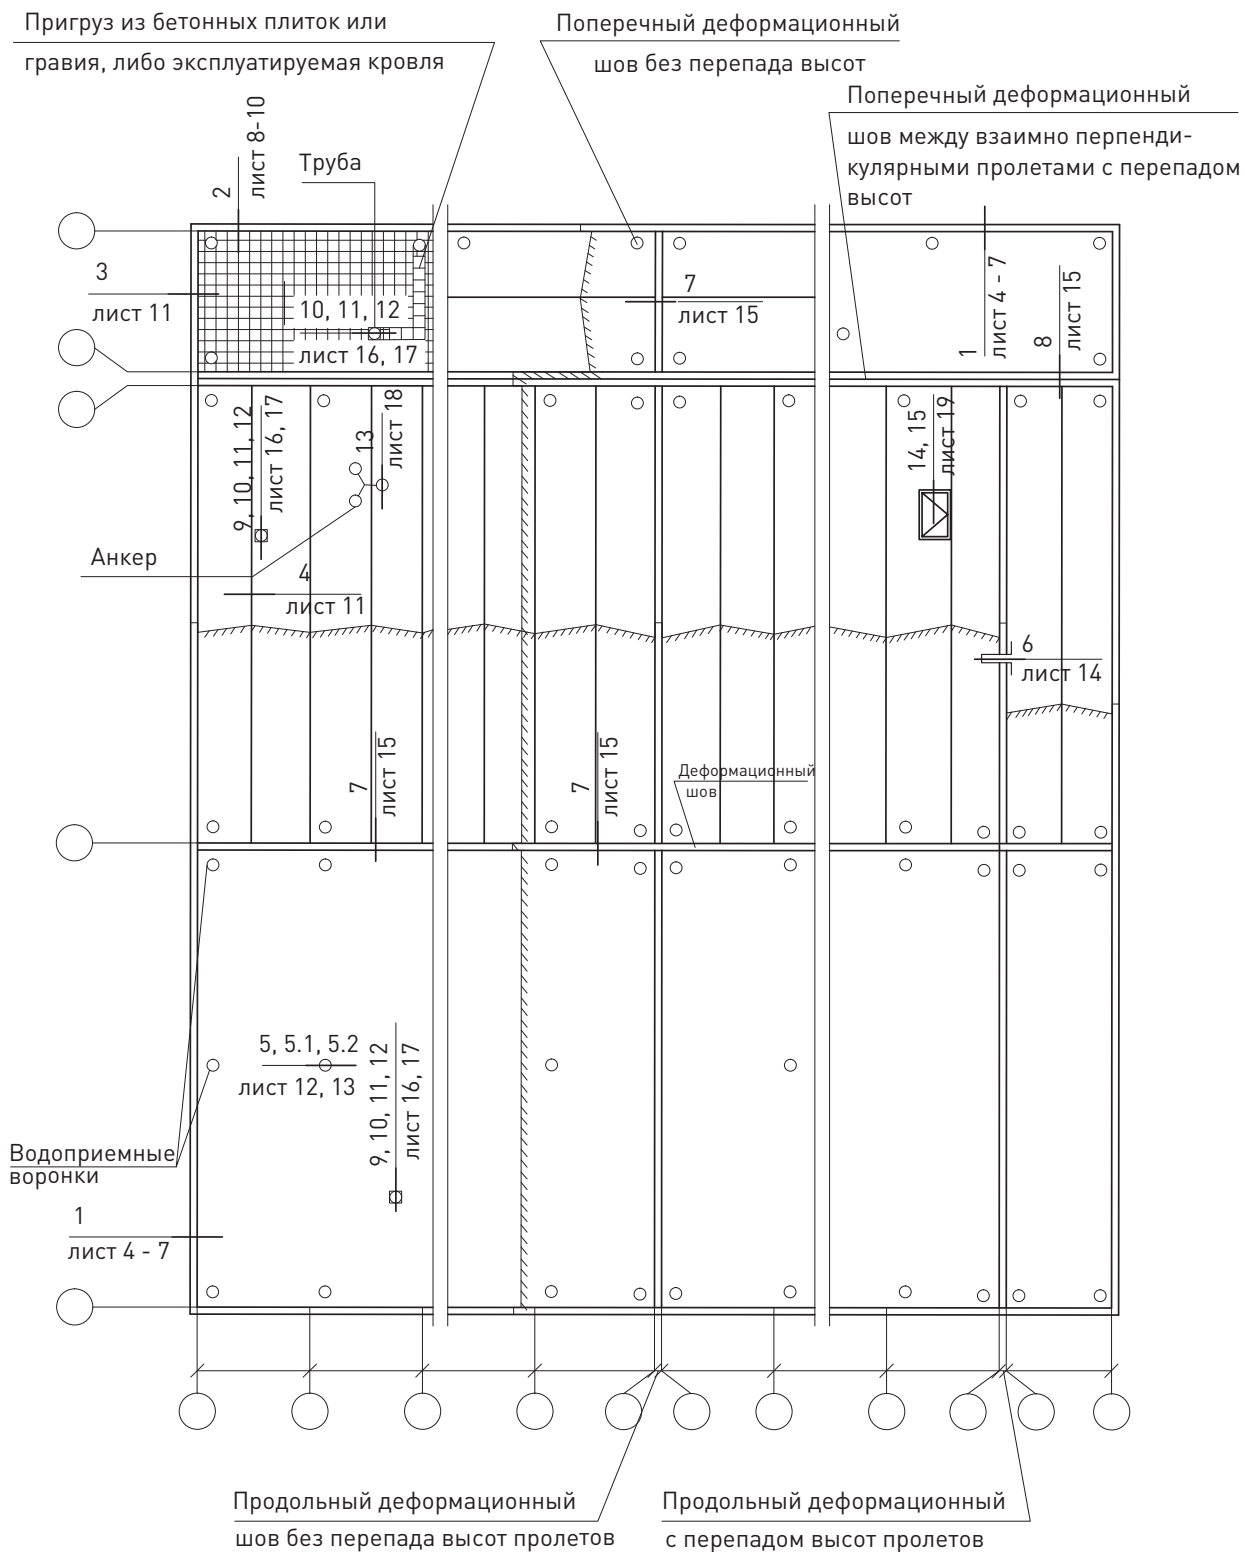 Пригруз из бетонных плиток или
гравия, либо эксплуатируемая кровля
Поперечный деформационный
шов без перепада высот
Поперечный деформационный
шов между взаимно перпенди-
кулярными пролетами с перепадом
высот
2
лист 8-10
Труба
3
лист 11
10, 11, 12
лист 16, 17
7
лист 15
1
лист 4 - 7
8
лист 15
9, 10, 11, 12
лист 16, 17
13
лист 18
14, 15
лист 19
Анкер
4
лист 11
6
лист 14
7
лист 15
7
лист 15
Деформационный
шов
5, 5.1, 5.2
лист 12, 13
9, 10, 11, 12
лист 16, 17
Водоприемные
воронки
1
лист 4 - 7
Продольный деформационный
шов без перепада высот пролетов
Продольный деформационный
с перепадом высот пролетов